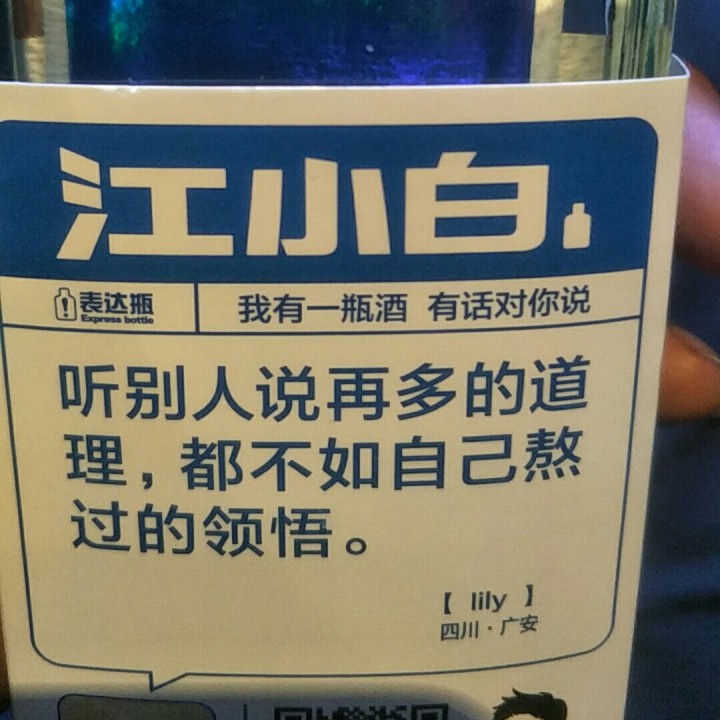 江小白
表达瓶 我有一瓶酒 有话对你说
Express bottle
听别人说再多的道
理，都不如自己熬
过的领悟。
【 lily 】
四川·广安